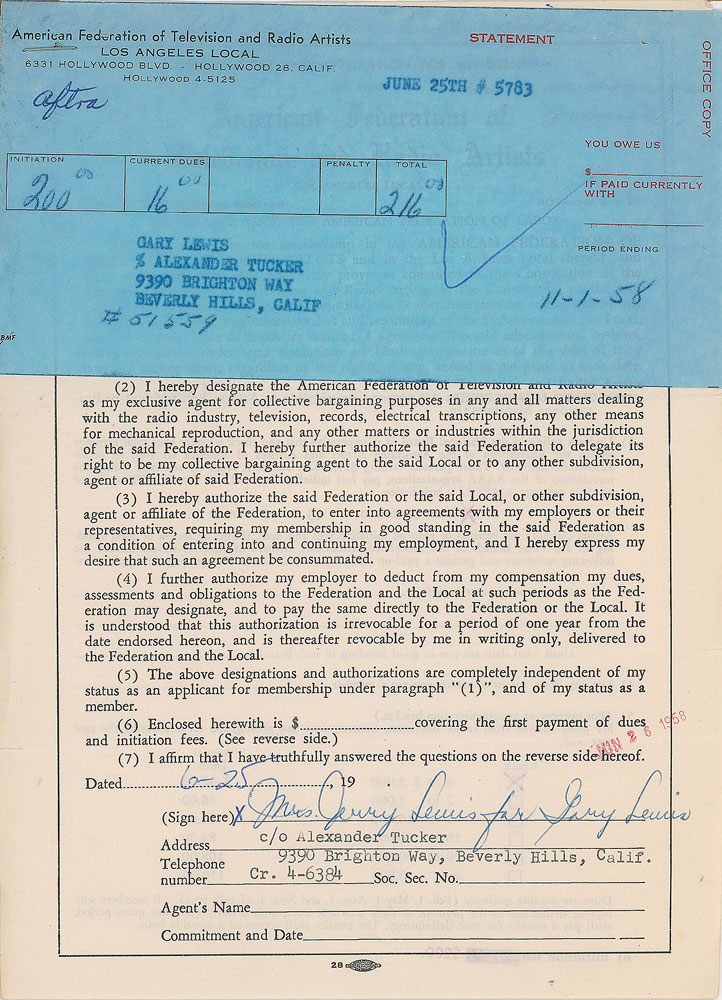 American Federation of Television and Radio Artists
LOS ANGELES LOCAL
6331 HOLLYWOOD BLVD. - HOLLYWOOD 28, CALIF.
HOLLYWOOD 4-5125
STATEMENT
OFFICE COPY
aftra
JUNE 25TH # 5783
YOU OWE US
$
IF PAID CURRENTLY
WITH
PERIOD ENDING
11-1-58
INITIATION CURRENT DUES PENALTY TOTAL
200 00 16 00 216 00
GARY LEWIS
% ALEXANDER TUCKER
9390 BRIGHTON WAY
BEVERLY HILLS, CALIF
# 51559
BMF
(2) I hereby designate the American Federation of Television and Radio Artists
as my exclusive agent for collective bargaining purposes in any and all matters dealing
with the radio industry, television, records, electrical transcriptions, any other means
for mechanical reproduction, and any other matters or industries within the jurisdiction
of the said Federation. I hereby further authorize the said Federation to delegate its
right to be my collective bargaining agent to the said Local or to any other subdivision,
agent or affiliate of said Federation.
(3) I hereby authorize the said Federation or the said Local, or other subdivision,
agent or affiliate of the Federation, to enter into agreements with my employers or their
representatives, requiring my membership in good standing in the said Federation as
a condition of entering into and continuing my employment, and I hereby express my
desire that such an agreement be consummated.
(4) I further authorize my employer to deduct from my compensation my dues,
assessments and obligations to the Federation and the Local at such periods as the Fed-
eration may designate, and to pay the same directly to the Federation or the Local. It
is understood that this authorization is irrevocable for a period of one year from the
date endorsed hereon, and is thereafter revocable by me in writing only, delivered to
the Federation and the Local.
(5) The above designations and authorizations are completely independent of my
status as an applicant for membership under paragraph "(1)", and of my status as a
member.
(6) Enclosed herewith is $ covering the first payment of dues
and initiation fees. (See reverse side.)
JUN 26 1958
(7) I affirm that I have truthfully answered the questions on the reverse side hereof.
Dated 6-25, 19
(Sign here) X Mrs. Jerry Lewis for Gary Lewis
Address c/o Alexander Tucker
9390 Brighton Way, Beverly Hills, Calif.
Telephone
number Cr. 4-6384 Soc. Sec. No.
Agent's Name
Commitment and Date
28